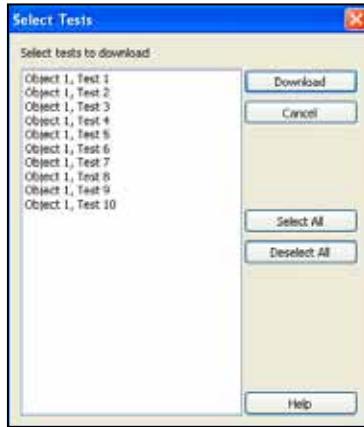 Select Tests
Select tests to download
Object 1, Test 1
Object 1, Test 2
Object 1, Test 3
Object 1, Test 4
Object 1, Test 5
Object 1, Test 6
Object 1, Test 7
Object 1, Test 8
Object 1, Test 9
Object 1, Test 10
Download
Cancel
Select All
Deselect All
Help